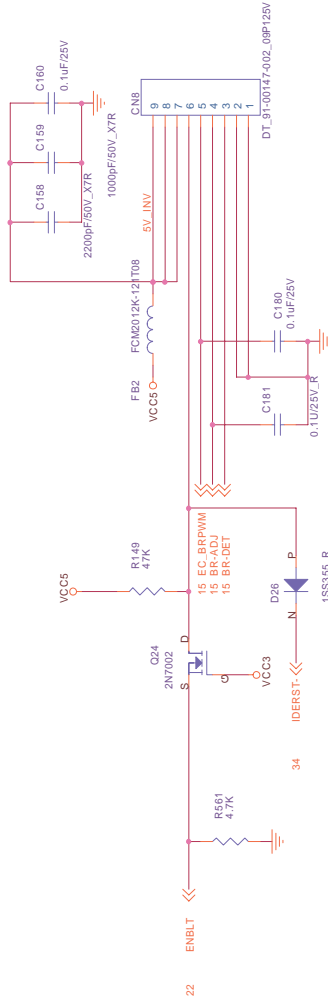 C160
0.1uF/25V
C159
1000pF/50V_X7R
C158
2200pF/50V_X7R
CN8
9
8
7
6
5
4
3
2
1
DT_91-00147-002_09P125V
5V_INV
FCM2012K-121T08
FB2
VCC5
C180
0.1uF/25V
C181
0.1U/25V_R
15 EC_BRPWM
15 BR-ADJ
15 BR-DET
VCC5
R149
47K
D26
P
N
1SS355_R
34 IDERST-
Q24
2N7002
D
S
G
VCC3
R561
4.7K
22 ENBLT